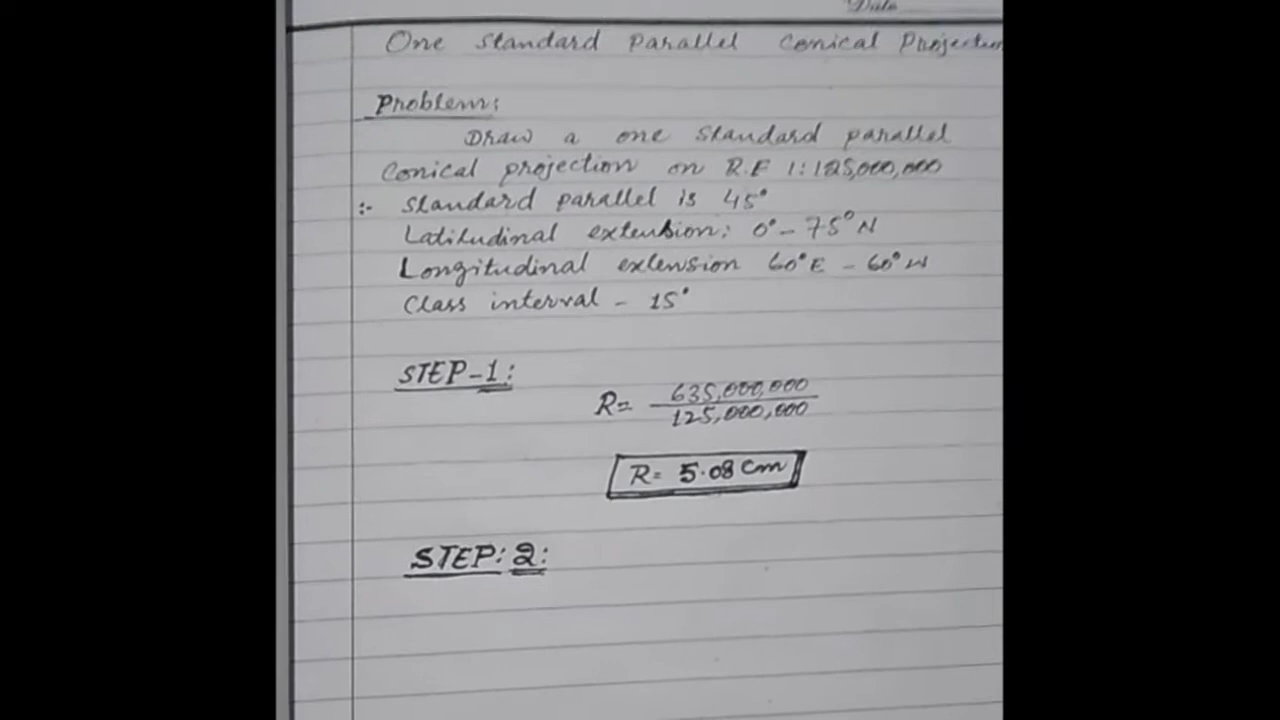 Date
One standard parallel conical Projection
Problem:
Draw a one standard parallel
conical projection on R.F 1:125,000,000
:- standard parallel is 45°
Latitudinal extension: 0° - 75° N
Longitudinal extension 60° E - 60° W
Class interval - 15°
STEP-1:
R= 635,000,000
125,000,000
R= 5.08 cm
STEP: 2: